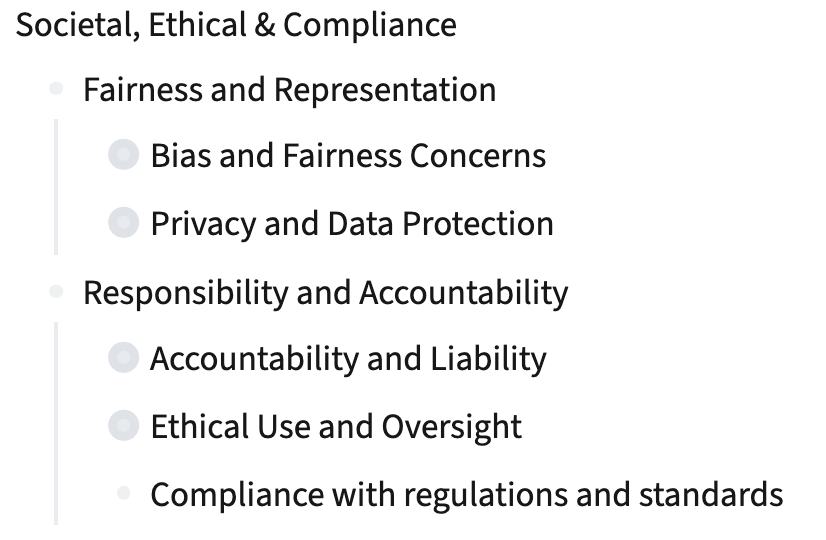 Societal, Ethical & Compliance
Fairness and Representation
Bias and Fairness Concerns
Privacy and Data Protection
Responsibility and Accountability
Accountability and Liability
Ethical Use and Oversight
Compliance with regulations and standards